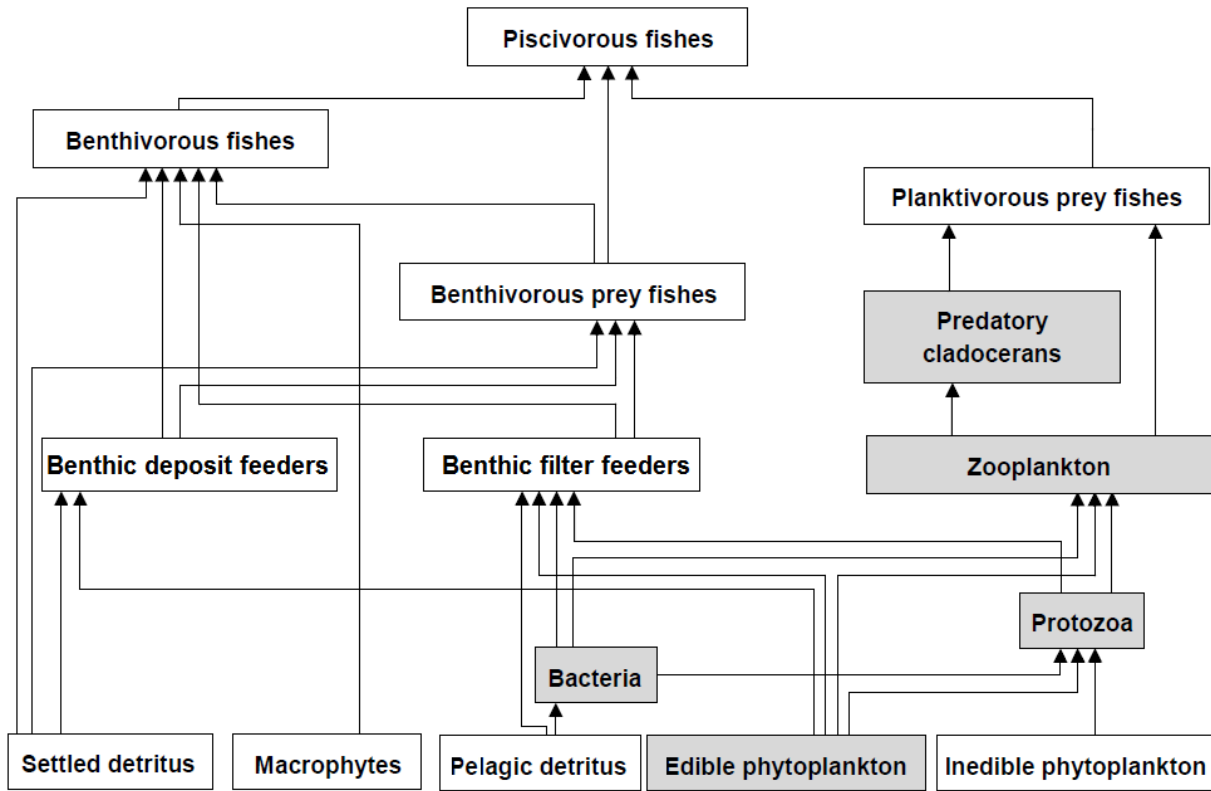 Piscivorous fishes
Benthivorous fishes
Planktivorous prey fishes
Benthivorous prey fishes
Predatory
cladocerans
Benthic deposit feeders
Benthic filter feeders
Zooplankton
Protozoa
Bacteria
Settled detritus
Macrophytes
Pelagic detritus
Edible phytoplankton
Inedible phytoplankton